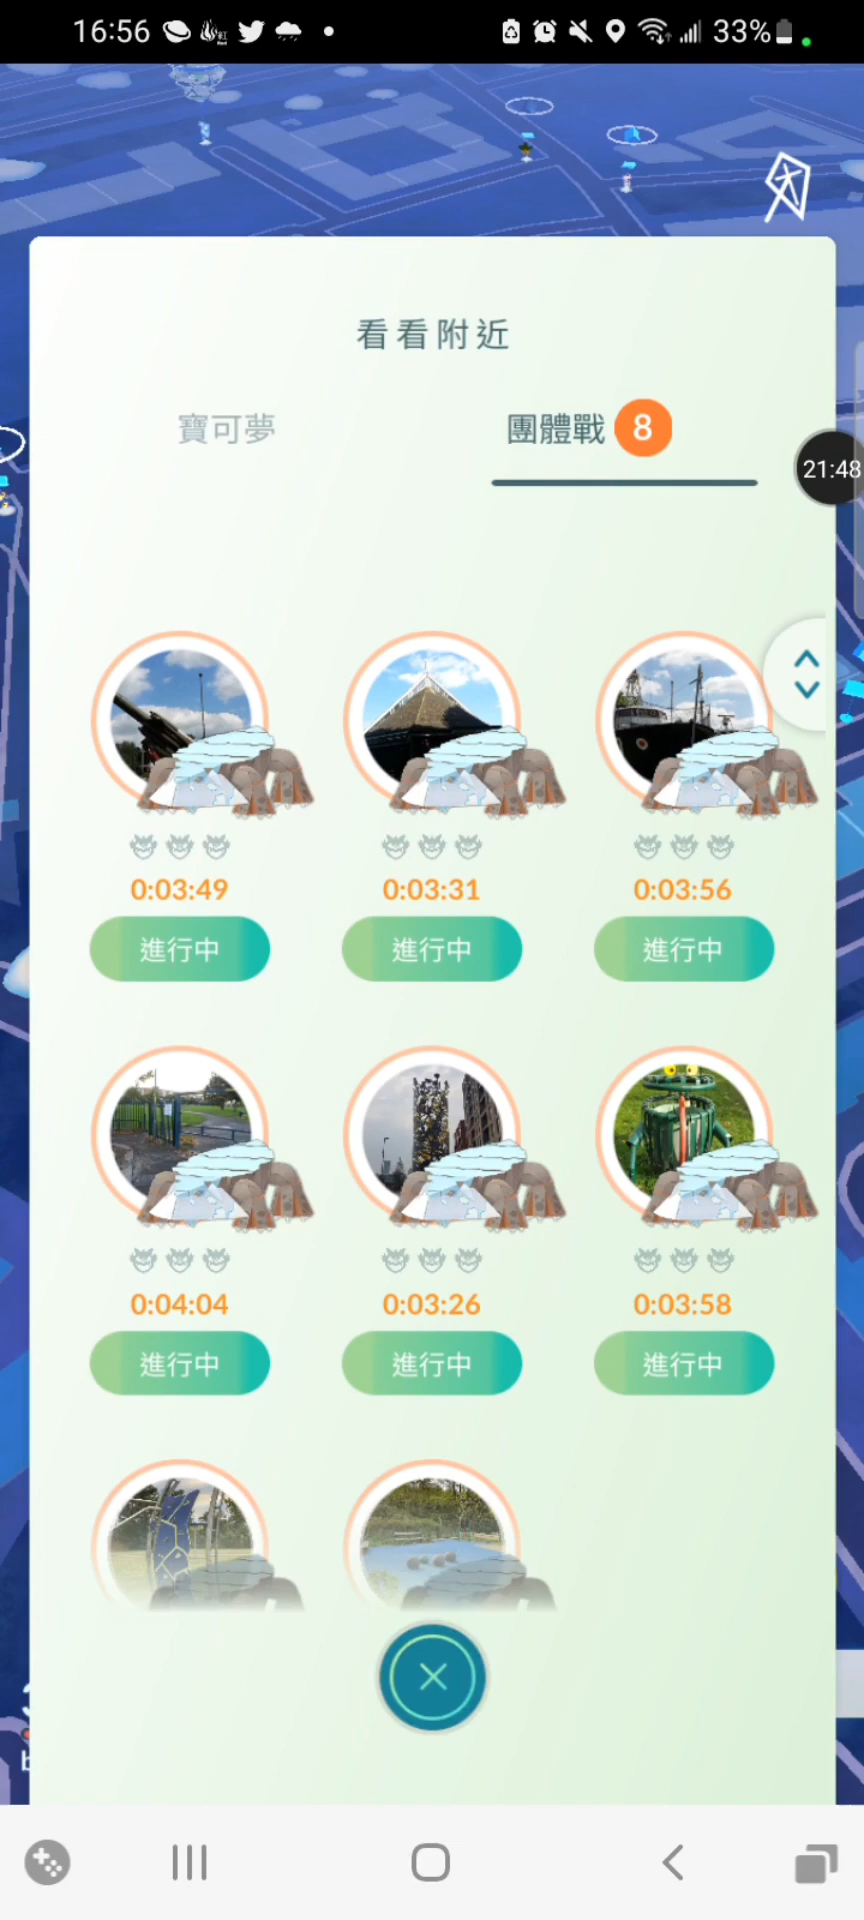 16:56
33%
看看附近
寶可夢
團體戰 8
21:48
0:03:49
0:03:31
0:03:56
進行中
進行中
進行中
0:04:04
0:03:26
0:03:58
進行中
進行中
進行中